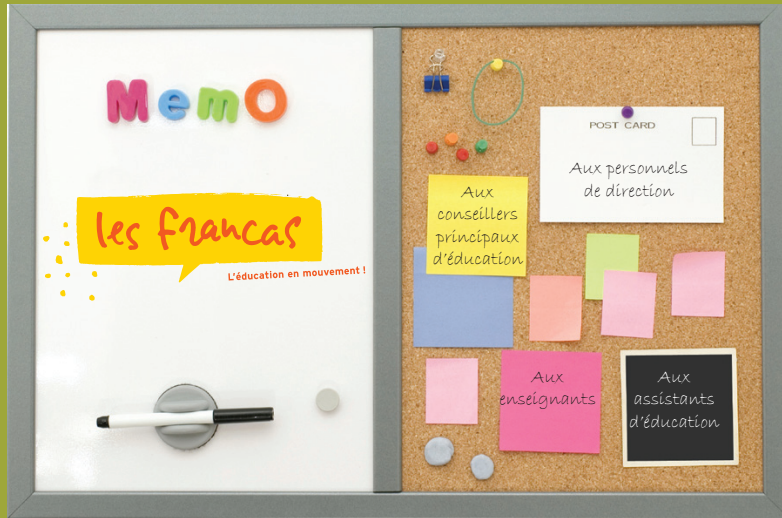 Memo
les francas
L'éducation en mouvement !
POST CARD
Aux personnels
de direction
Aux
conseillers
principaux
d'éducation
Aux
enseignants
Aux
assistants
d'éducation